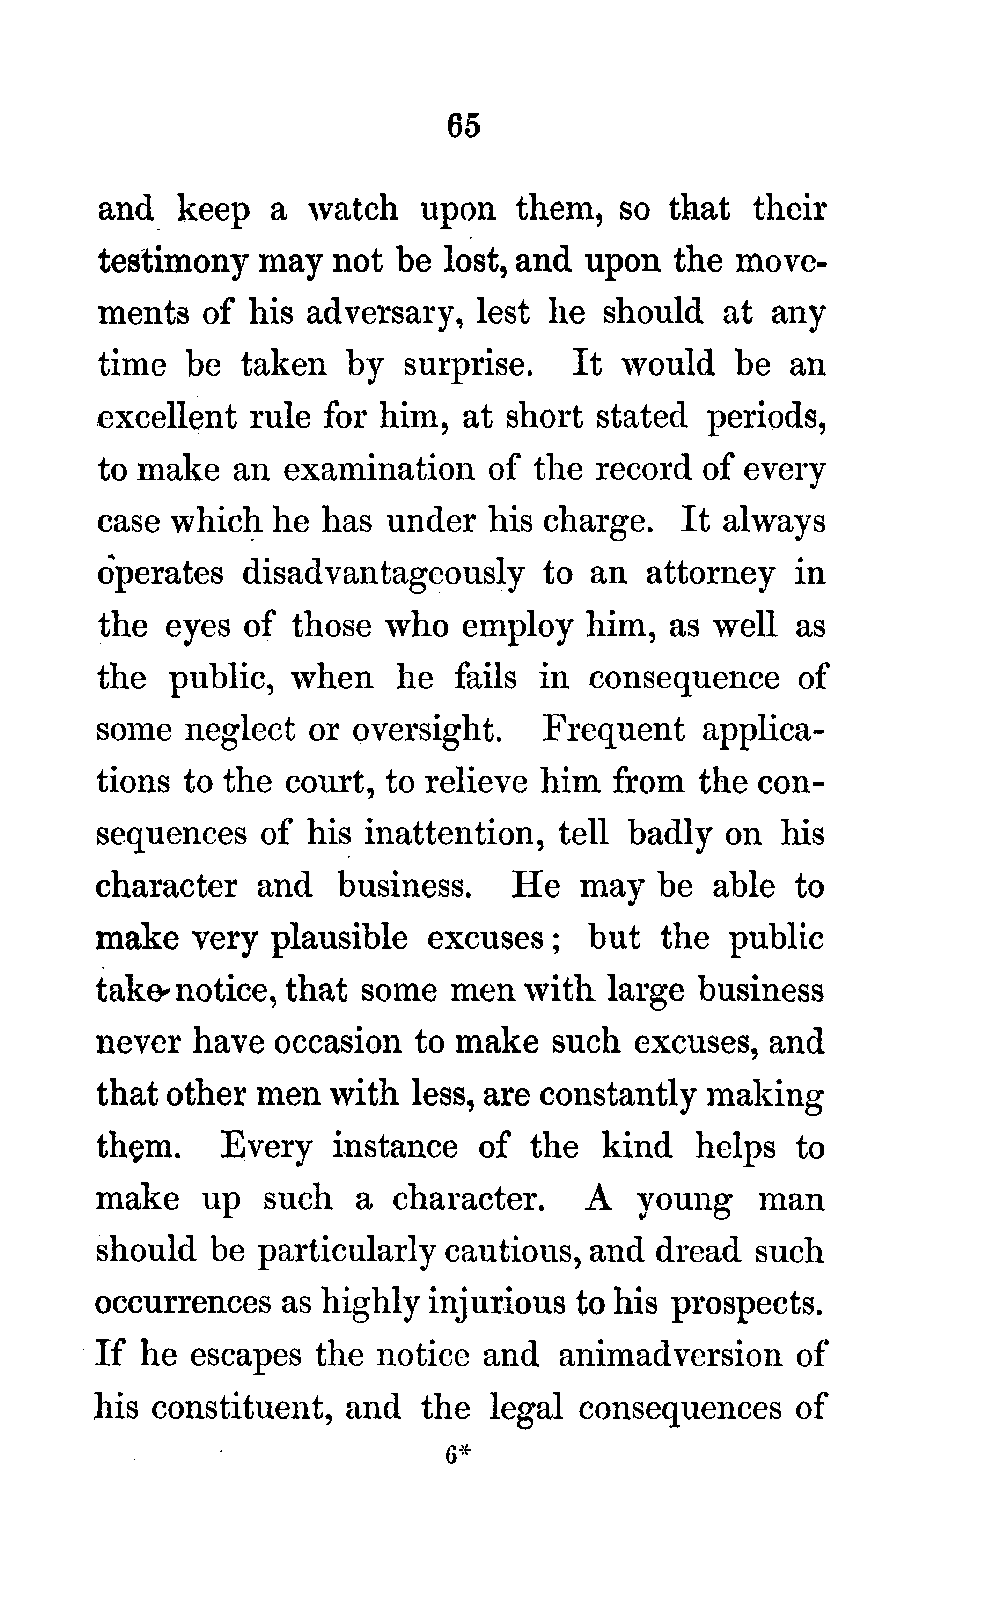 65
and keep a watch upon them, so that their
testimony may not be lost, and upon the move-
ments of his adversary, lest he should at any
time be taken by surprise. It would be an
excellent rule for him, at short stated periods,
to make an examination of the record of every
case which he has under his charge. It always
operates disadvantageously to an attorney in
the eyes of those who employ him, as well as
the public, when he fails in consequence of
some neglect or oversight. Frequent applica-
tions to the court, to relieve him from the con-
sequences of his inattention, tell badly on his
character and business. He may be able to
make very plausible excuses; but the public
take notice, that some men with large business
never have occasion to make such excuses, and
that other men with less, are constantly making
them. Every instance of the kind helps to
make up such a character. A young man
should be particularly cautious, and dread such
occurrences as highly injurious to his prospects.
If he escapes the notice and animadversion of
his constituent, and the legal consequences of
6*